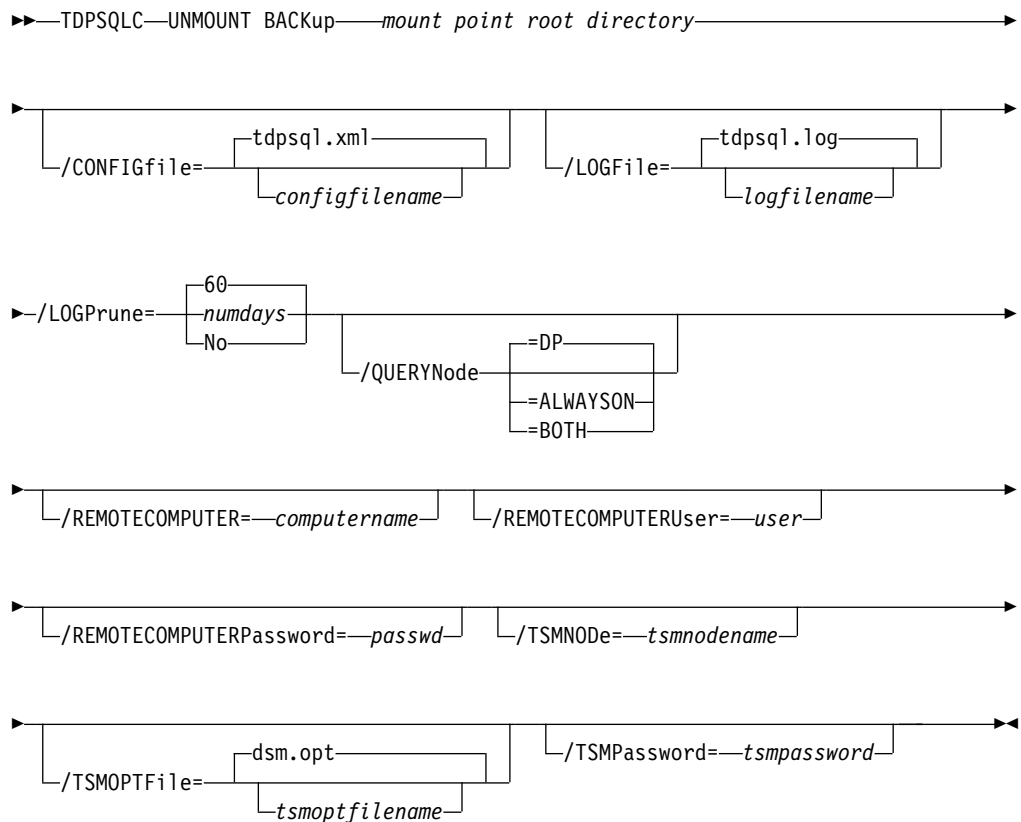 TDPSQLC UNMOUNT BACKup mount point root directory
/CONFIGfile= tdpsql.xml configfilename /LOGFile= tdpsql.log logfilename
/LOGPrune= 60 numdays No /QUERYNode =DP =ALWAYSON =BOTH
/REMOTECOMPUTER= computername /REMOTECOMPUTERUser= user
/REMOTECOMPUTERPassword= passwd /TSMNODe= tsmnodename
/TSMOPTFile= dsm.opt tsmoptfilename /TSMPassword= tsmpassword